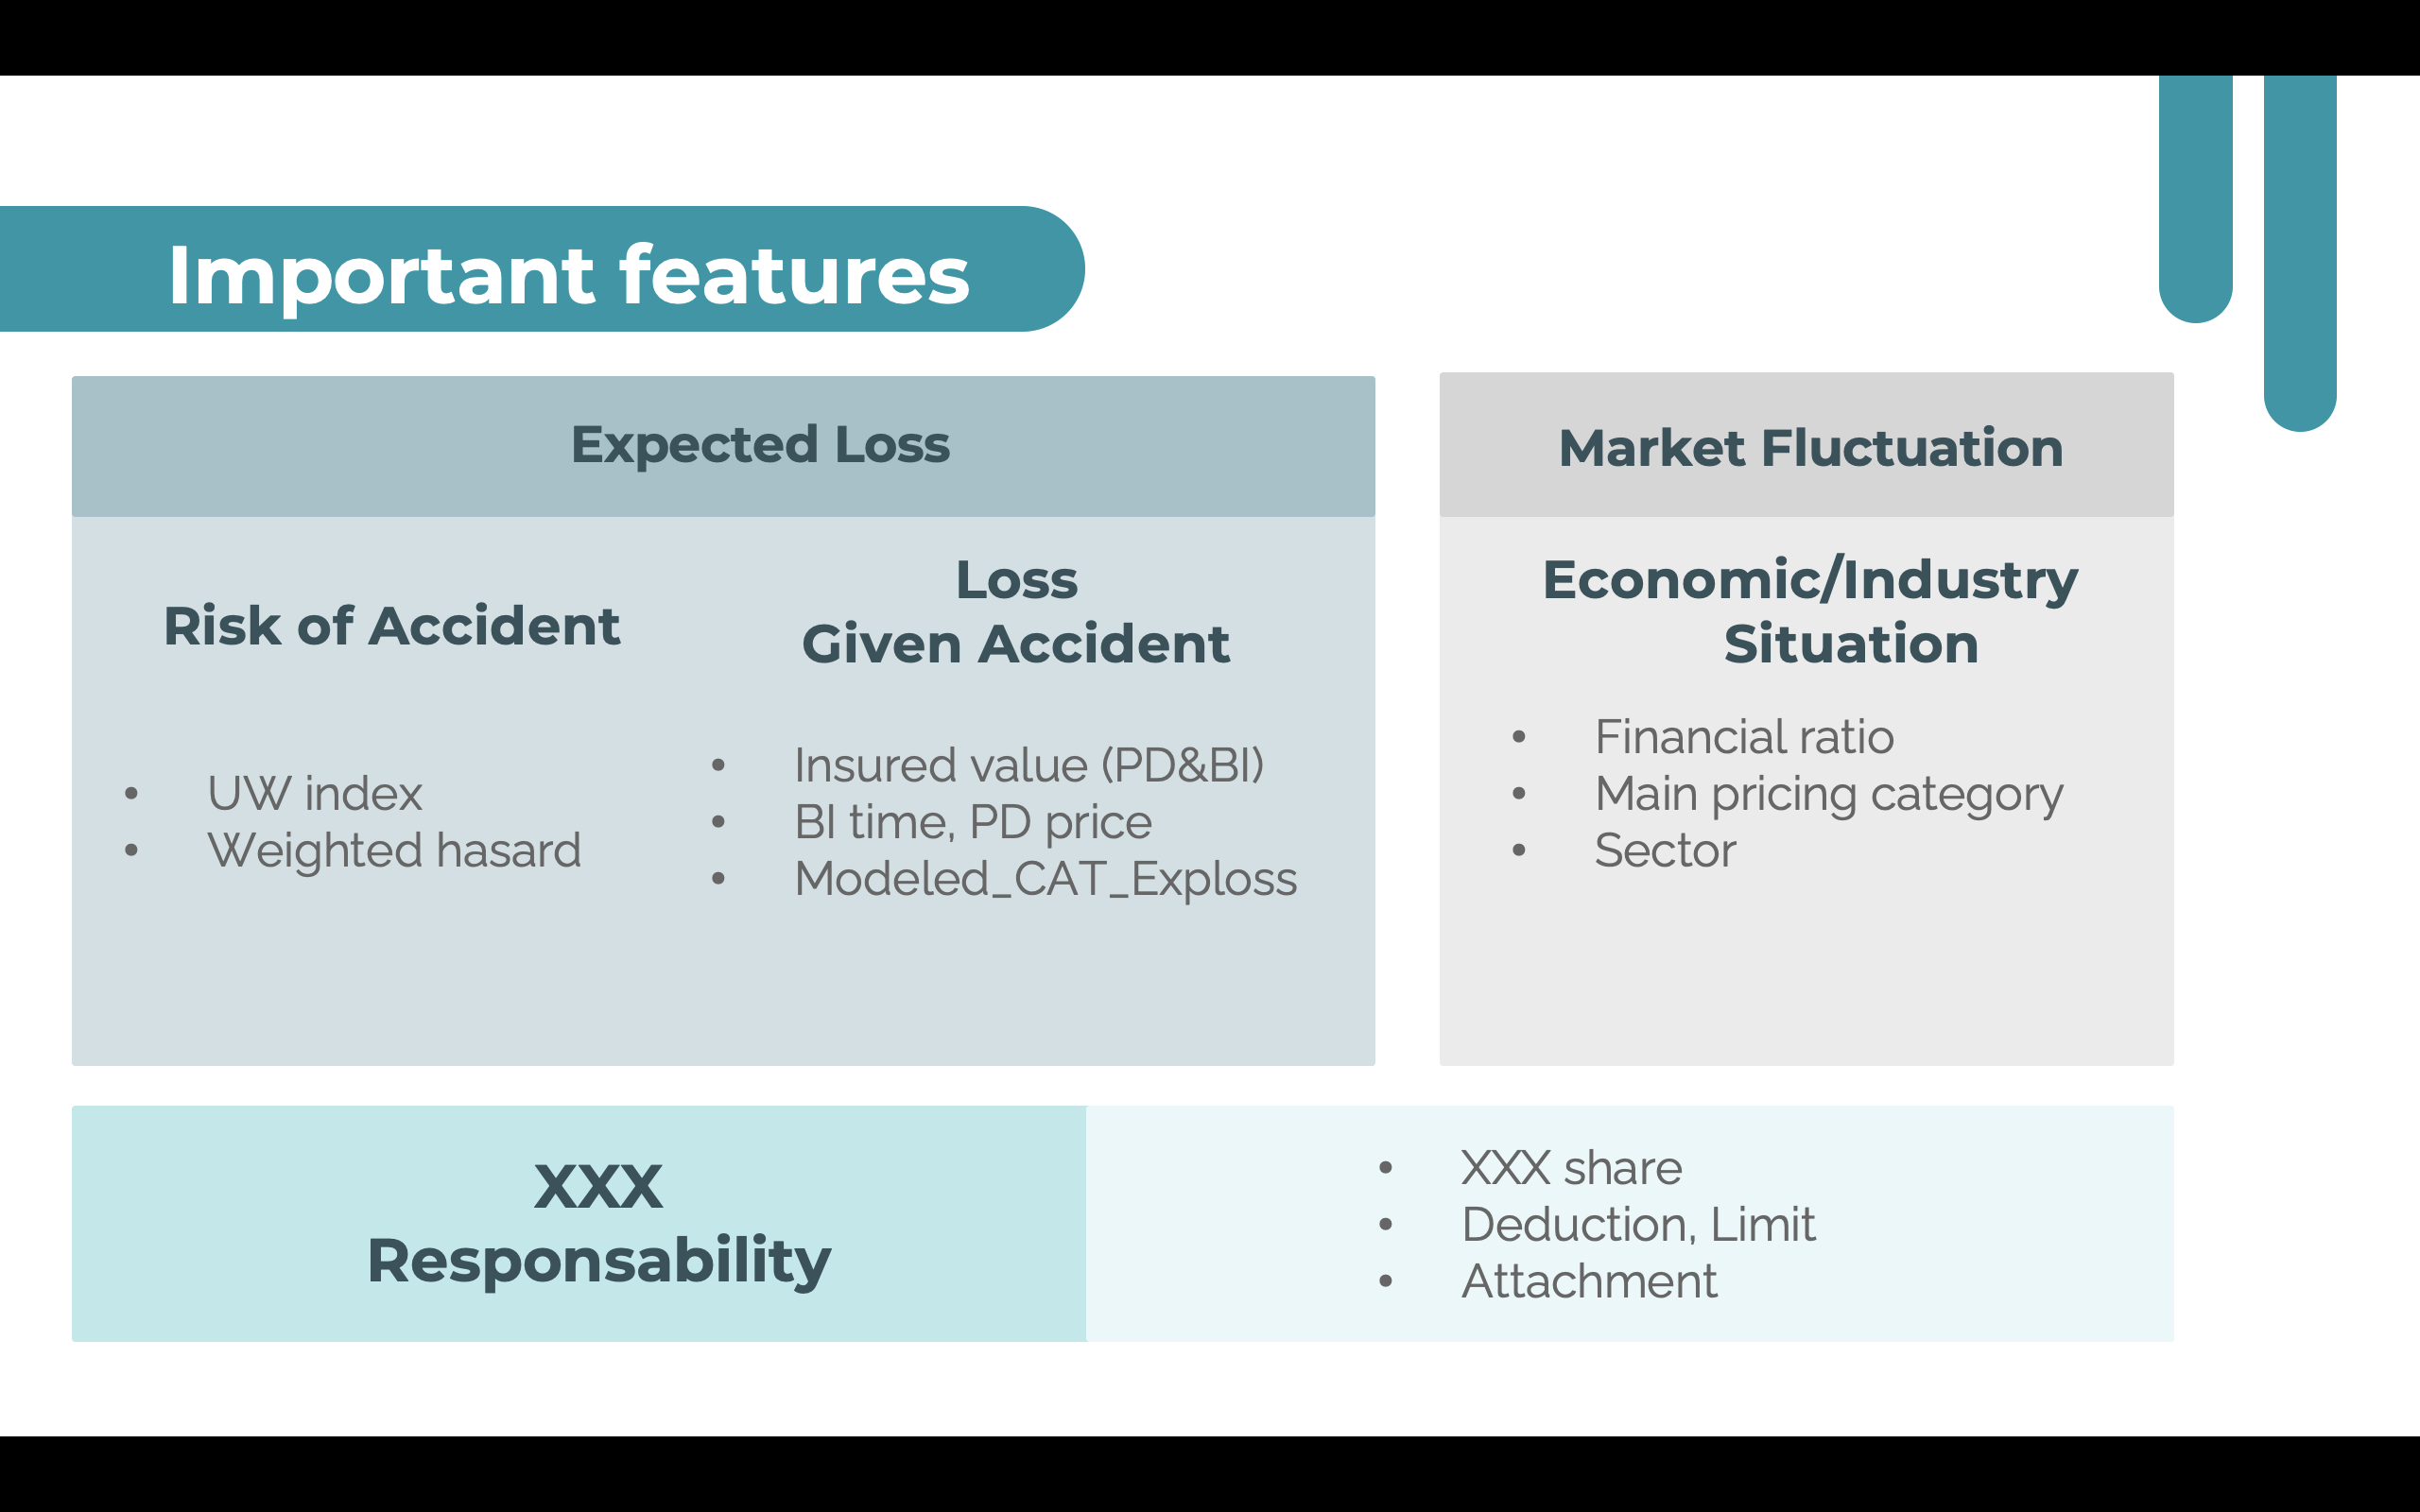 Important features
Expected Loss
Risk of Accident
• UW index
• Weighted hasard
Loss
Given Accident
• Insured value (PD&BI)
• BI time, PD price
• Modeled_CAT_Exploss
Market Fluctuation
Economic/Industry
Situation
• Financial ratio
• Main pricing category
• Sector
XXX
Responsability
• XXX share
• Deduction, Limit
• Attachment